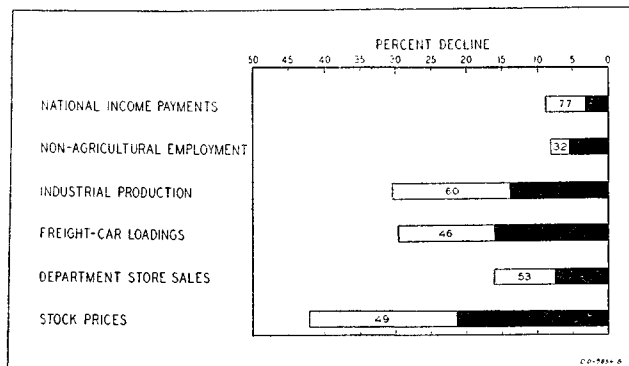 PERCENT DECLINE
50 45 40 35 30 25 20 15 10 5 0
NATIONAL INCOME PAYMENTS 77
NON-AGRICULTURAL EMPLOYMENT 32
INDUSTRIAL PRODUCTION 60
FREIGHT-CAR LOADINGS 46
DEPARTMENT STORE SALES 53
STOCK PRICES 49